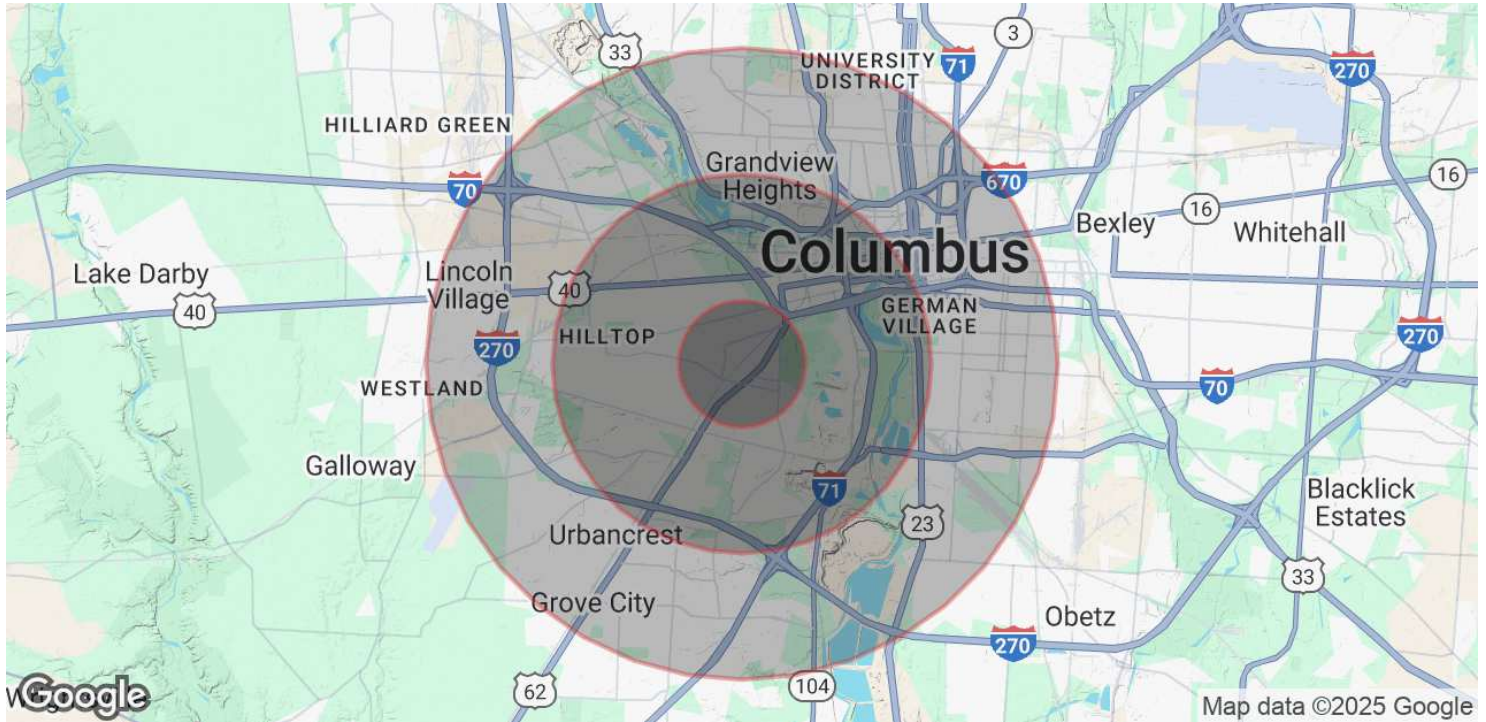 33
3
UNIVERSITY
DISTRICT
71
270
HILLIARD GREEN
Grandview
Heights
70
670
16
16
Bexley
Whitehall
Columbus
Lake Darby
Lincoln
Village
40
40
GERMAN
VILLAGE
HILLTOP
270
270
WESTLAND
70
Galloway
71
Blacklick
Estates
23
Urbancrest
33
Grove City
Obetz
270
62
104
Google
Map data ©2025 Google